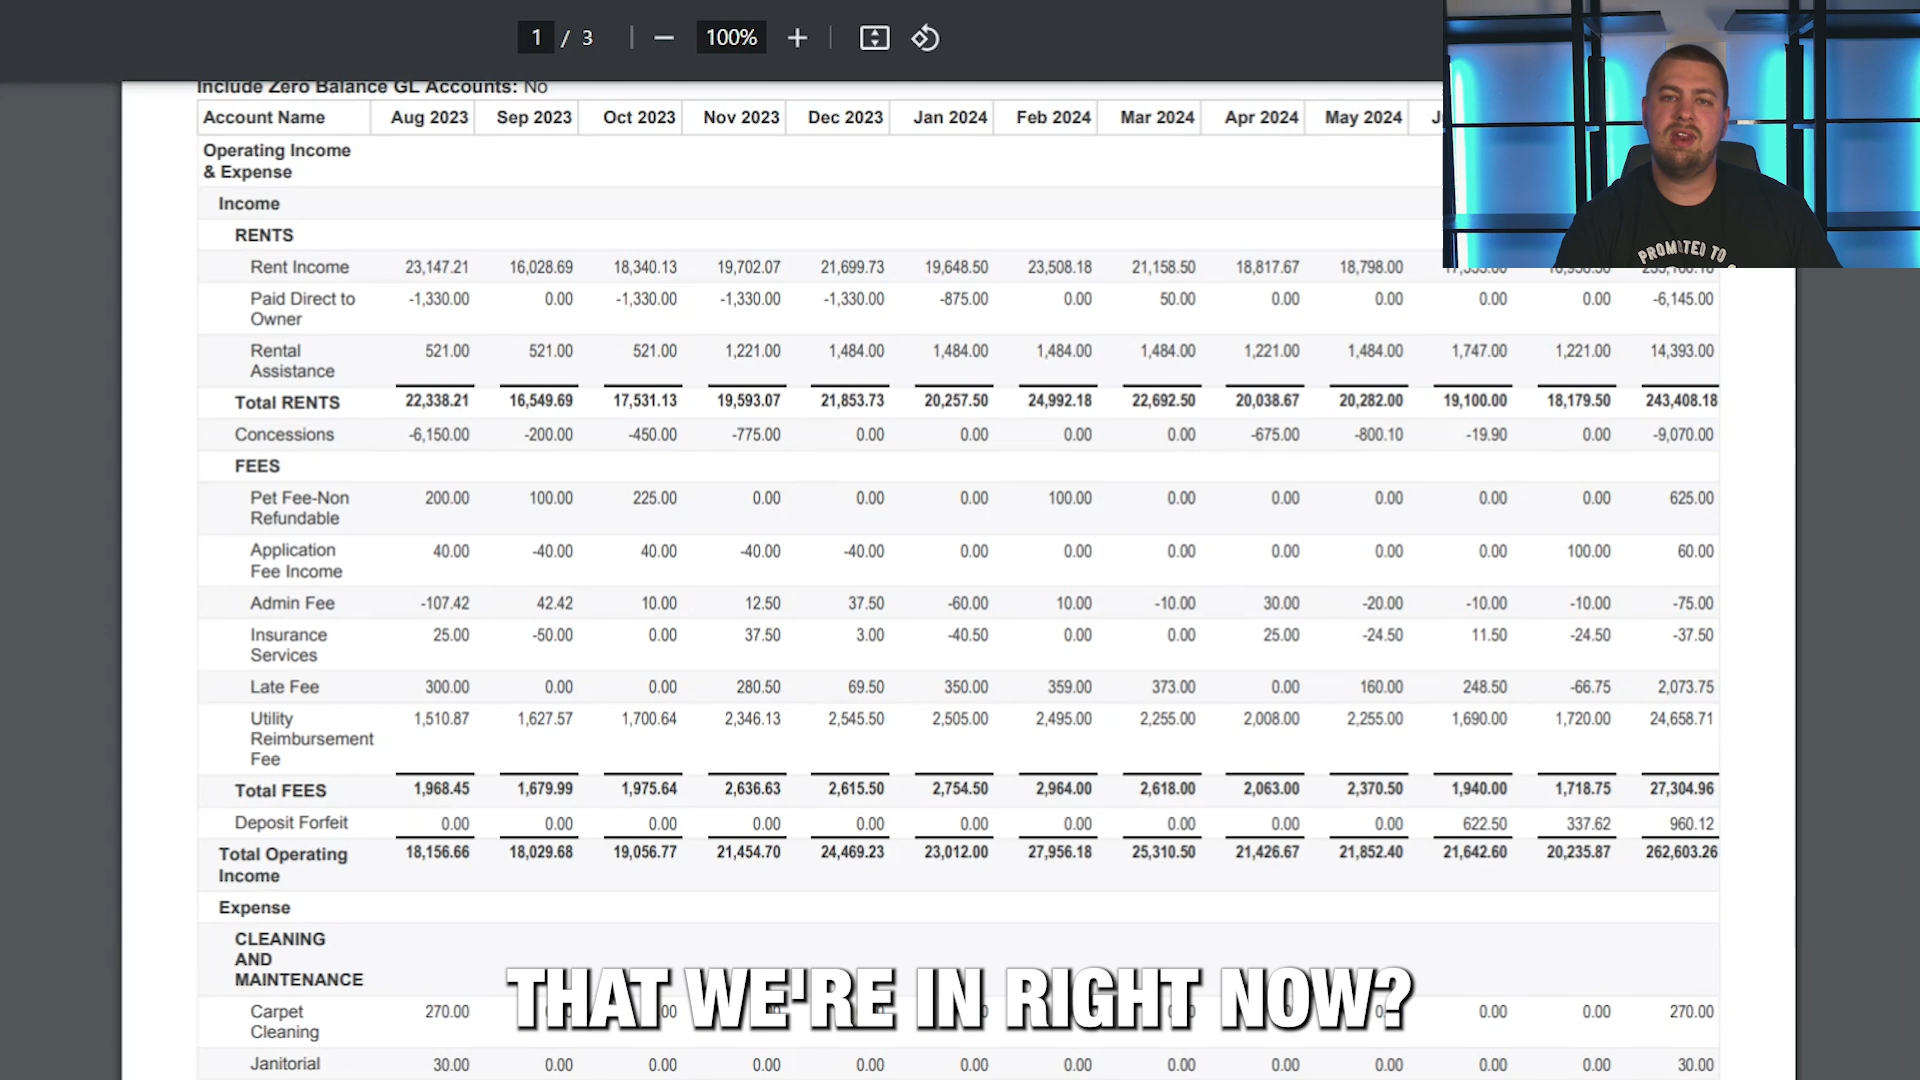 1 / 3 100%
Include Zero Balance GL Accounts: No
Account Name Aug 2023 Sep 2023 Oct 2023 Nov 2023 Dec 2023 Jan 2024 Feb 2024 Mar 2024 Apr 2024 May 2024
Operating Income
& Expense
Income
RENTS
Rent Income 23,147.21 16,028.69 18,340.13 19,702.07 21,699.73 19,648.50 23,508.18 21,158.50 18,817.67 18,798.00
PROMOTED TO
Paid Direct to
Owner
-1,330.00 0.00 -1,330.00 -1,330.00 -1,330.00 -875.00 0.00 50.00 0.00 0.00 0.00 0.00 -6,145.00
Rental
Assistance
521.00 521.00 521.00 1,221.00 1,484.00 1,484.00 1,484.00 1,484.00 1,221.00 1,484.00 1,747.00 1,221.00 14,393.00
Total RENTS 22,338.21 16,549.69 17,531.13 19,593.07 21,853.73 20,257.50 24,992.18 22,692.50 20,038.67 20,282.00 19,100.00 18,179.50 243,408.18
Concessions -6,150.00 -200.00 -450.00 -775.00 0.00 0.00 0.00 0.00 -675.00 -800.10 -19.90 0.00 -9,070.00
FEES
Pet Fee-Non
Refundable
200.00 100.00 225.00 0.00 0.00 0.00 100.00 0.00 0.00 0.00 0.00 0.00 625.00
Application
Fee Income
40.00 -40.00 40.00 -40.00 -40.00 0.00 0.00 0.00 0.00 0.00 0.00 100.00 60.00
Admin Fee -107.42 42.42 10.00 12.50 37.50 -60.00 10.00 -10.00 30.00 -20.00 -10.00 -10.00 -75.00
Insurance
Services
25.00 -50.00 0.00 37.50 3.00 -40.50 0.00 0.00 25.00 -24.50 11.50 -24.50 -37.50
Late Fee 300.00 0.00 0.00 280.50 69.50 350.00 359.00 373.00 0.00 160.00 248.50 -66.75 2,073.75
Utility
Reimbursement
Fee
1,510.87 1,627.57 1,700.64 2,346.13 2,545.50 2,505.00 2,495.00 2,255.00 2,008.00 2,255.00 1,690.00 1,720.00 24,658.71
Total FEES 1,968.45 1,679.99 1,975.64 2,636.63 2,615.50 2,754.50 2,964.00 2,618.00 2,063.00 2,370.50 1,940.00 1,718.75 27,304.96
Deposit Forfeit 0.00 0.00 0.00 0.00 0.00 0.00 0.00 0.00 0.00 0.00 622.50 337.62 960.12
Total Operating
Income
18,156.66 18,029.68 19,056.77 21,454.70 24,469.23 23,012.00 27,956.18 25,310.50 21,426.67 21,852.40 21,642.60 20,235.87 262,603.26
Expense
CLEANING
AND
MAINTENANCE
Carpet
Cleaning
270.00 0.00 0.00 270.00
THAT WE'RE IN RIGHT NOW?
Janitorial 30.00 0.00 0.00 0.00 0.00 0.00 0.00 0.00 0.00 0.00 0.00 0.00 30.00